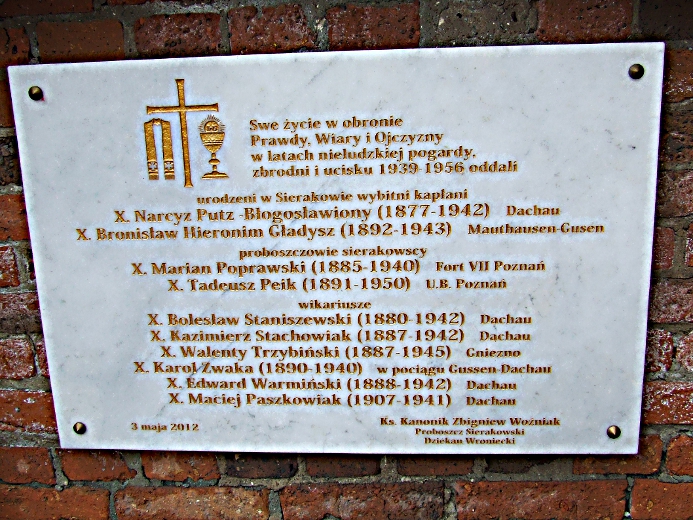 Swe życie w obronie
Prawdy, Wiary i Ojczyzny
w latach nieludzkiej pogardy,
zbrodni i ucisku 1939-1956 oddali
urodzeni w Sierakowie wybitni kapłani
X. Narcyz Putz -Błogosławiony (1877-1942) Dachau
X. Bronisław Hieronim Gładysz (1892-1943) Mauthausen-Gusen
proboszczowie sierakowscy
X. Marian Poprawski (1885-1940) Fort VII Poznań
X. Tadeusz Peik (1891-1950) U.B. Poznań
wikariusze
X. Bolesław Staniszewski (1880-1942) Dachau
X. Kazimierz Stachowiak (1887-1942) Dachau
X. Walenty Trzybiński (1887-1945) Gniezno
X. Karol Zwaka (1890-1940) w pociągu Gussen-Dachau
X. Edward Warmiński (1888-1942) Dachau
X. Maciej Paszkowiak (1907-1941) Dachau
3 maja 2012
Ks. Kanonik Zbigniew Woźniak
Proboszcz Sierakowski
Dziekan Wroniecki